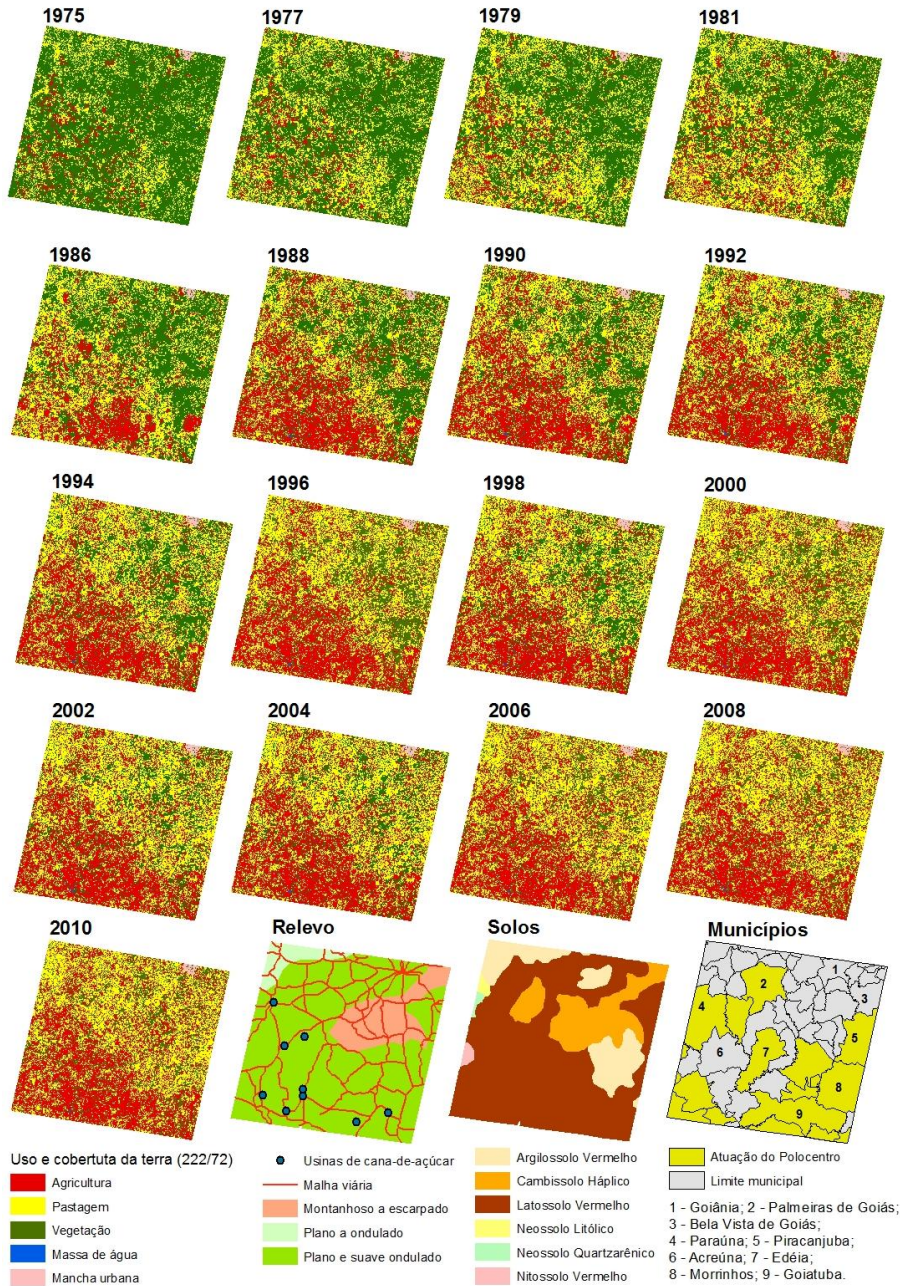 1975 1977 1979 1981
1986 1988 1990 1992
1994 1996 1998 2000
2002 2004 2006 2008
2010 Relevo Solos Municípios
1
2
3
4
5
6
7
8
9
Uso e cobertuta da terra (222/72)
Agricultura
Pastagem
Vegetação
Massa de água
Mancha urbana
Usinas de cana-de-açúcar
Malha viária
Montanhoso a escarpado
Plano a ondulado
Plano e suave ondulado
Argilossolo Vermelho
Cambissolo Háplico
Latossolo Vermelho
Neossolo Litólico
Neossolo Quartzarênico
Nitossolo Vermelho
Atuação do Polocentro
Limite municipal
1 - Goiânia; 2 - Palmeiras de Goiás;
3 - Bela Vista de Goiás;
4 - Paraúna; 5 - Piracanjuba;
6 - Acreúna; 7 - Edéia;
8 - Morrinhos; 9 - Goiatuba.